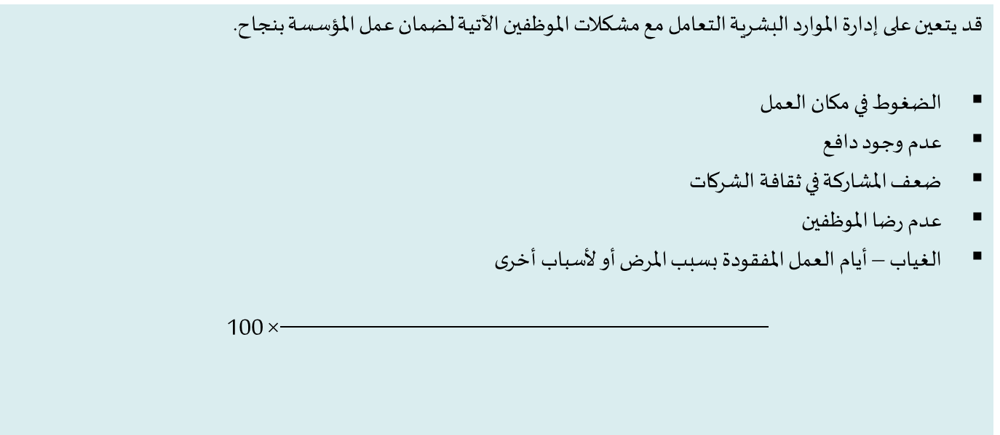 قد يتعين على إدارة الموارد البشرية التعامل مع مشكلات الموظفين الآتية لضمان عمل المؤسسة بنجاح.
▪ الضغوط في مكان العمل
▪ عدم وجود دافع
▪ ضعف المشاركة في ثقافة الشركات
▪ عدم رضا الموظفين
▪ الغياب – أيام العمل المفقودة بسبب المرض أو لأسباب أخرى
× 100